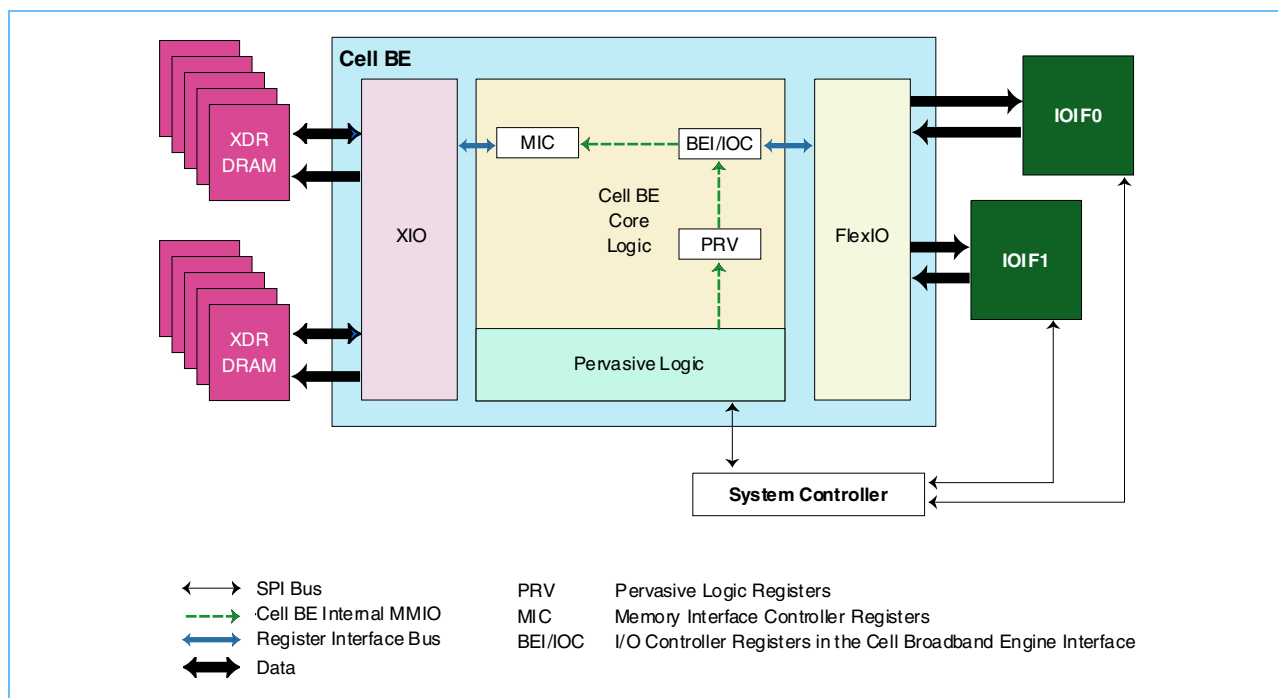 Cell BE
XDR
DRAM
XDR
DRAM
XIO
MIC
BEI/IOC
Cell BE
Core
Logic
PRV
Pervasive Logic
FlexIO
IOIF0
IOIF1
System Controller
SPI Bus
Cell BE Internal MMIO
Register Interface Bus
Data
PRV Pervasive Logic Registers
MIC Memory Interface Controller Registers
BEI/IOC I/O Controller Registers in the Cell Broadband Engine Interface